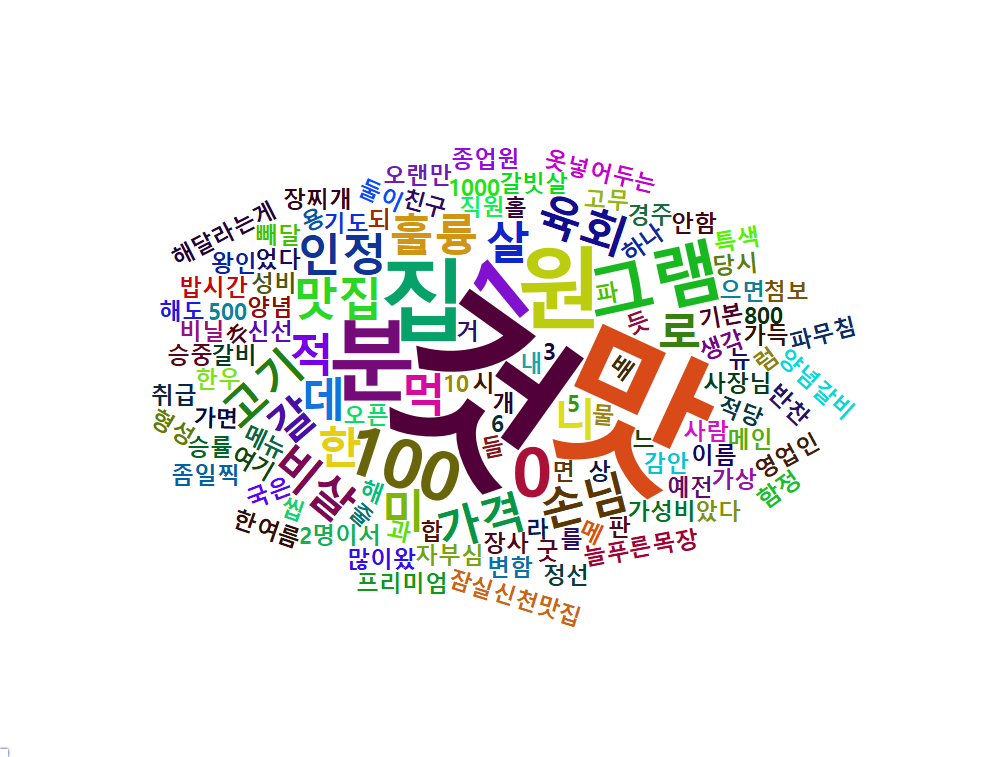 종업원
옷넣어두는
오랜만
1000
갈빗살
둘이
친구
장찌개
직원
홀
고무
경주
안함
해달라는게
용
기도
되
훌륭
살
육회
하나
특색
빼달
왕인
었다
인정
집
원
그램
파
당시
밥시간
성비
맛집
으면
첨보
해도
500
양념
비닐
신선
적
분
것
거
맛
듯
로
기본
800
생각
가득
파무침
승중
갈비
고기
내
3
배
뉴
럼
양념갈비
한우
데
먹
10
시
개
사장님
반찬
취급
갈
오픈
6
5
니
물
적당
형성
가면
승률
메뉴
한
100
들
0
느
사람
메인
영업인
좀일찍
여기
비살
면
상
감안
이름
국은
씹
해
줄
미
가격
손님
예전
가상
함정
한여름
2명이서
과
합
라
를
메
판
가성비
았다
많이왔
자부심
장사
굿
늘푸른목장
변함
정선
프리미엄
잠실신천맛집